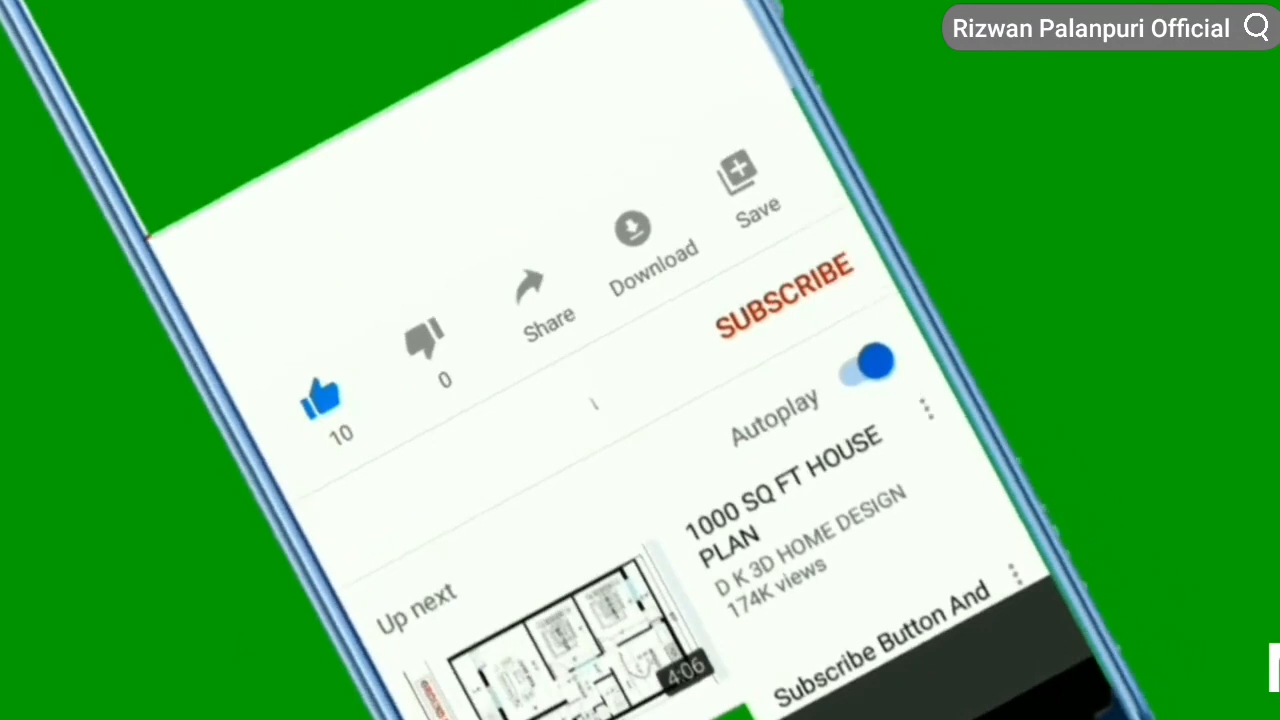 Rizwan Palanpuri Official
Save
Download
Share
0
10
SUBSCRIBE
Autoplay
Up next
1000 SQ FT HOUSE
PLAN
D K 3D HOME DESIGN
174K views
4:06
Subscribe Button And